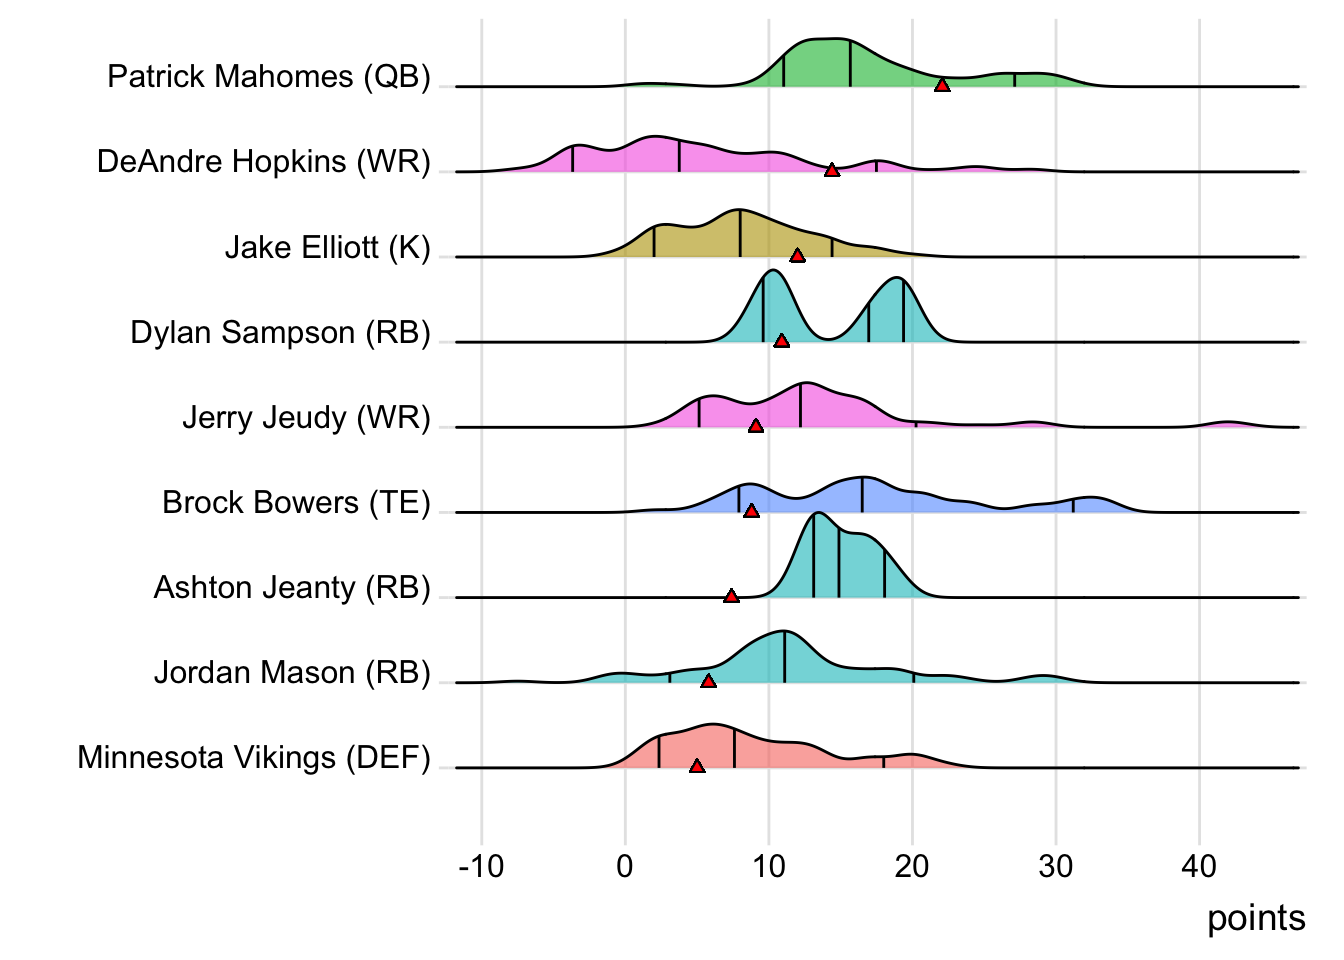 Patrick Mahomes (QB)
DeAndre Hopkins (WR)
Jake Elliott (K)
Dylan Sampson (RB)
Jerry Jeudy (WR)
Brock Bowers (TE)
Ashton Jeanty (RB)
Jordan Mason (RB)
Minnesota Vikings (DEF)
-10 0 10 20 30 40
points